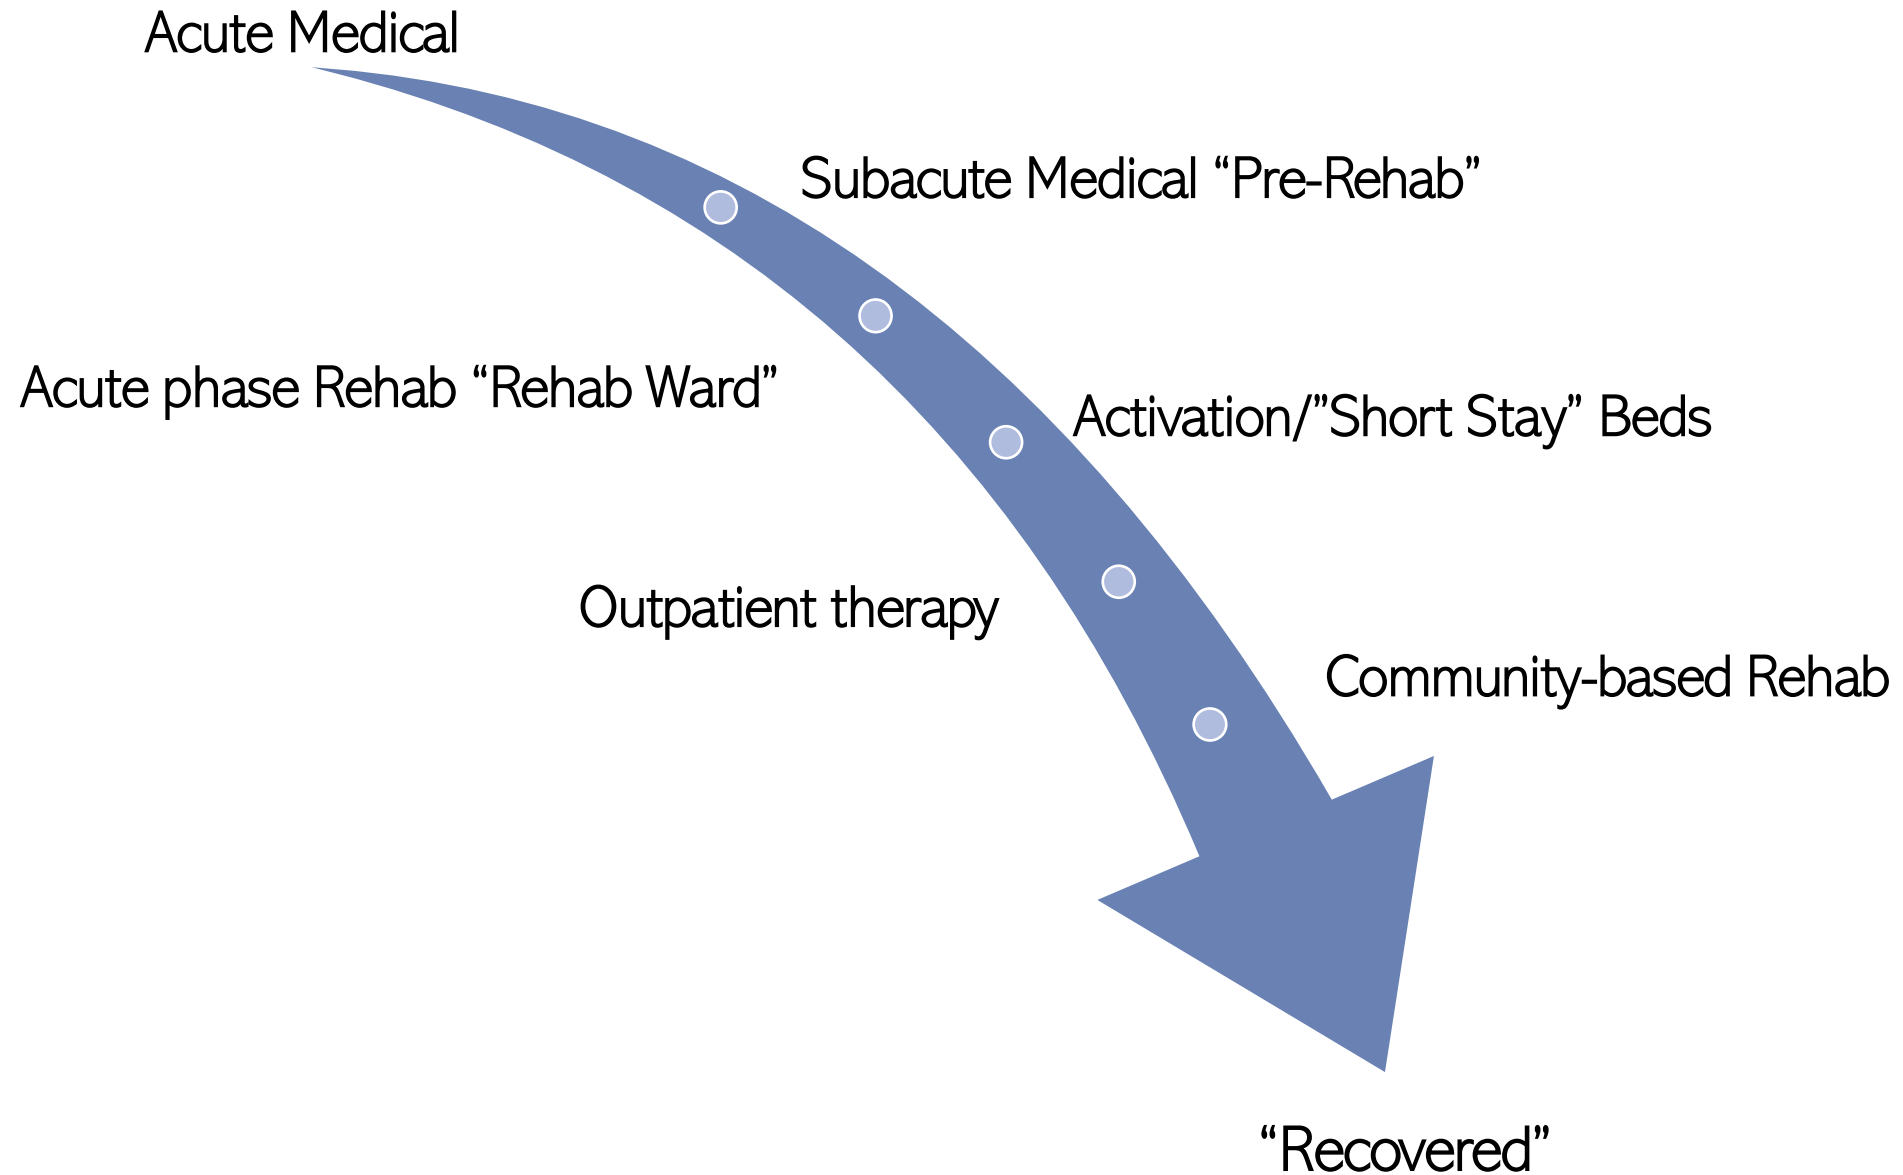 Acute Medical
Subacute Medical “Pre-Rehab”
Acute phase Rehab “Rehab Ward”
Activation/”Short Stay” Beds
Outpatient therapy
Community-based Rehab
“Recovered”